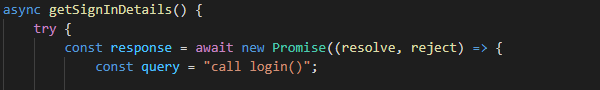 async getSignInDetails() {
try {
const response = await new Promise((resolve, reject) => {
const query = "call login()";